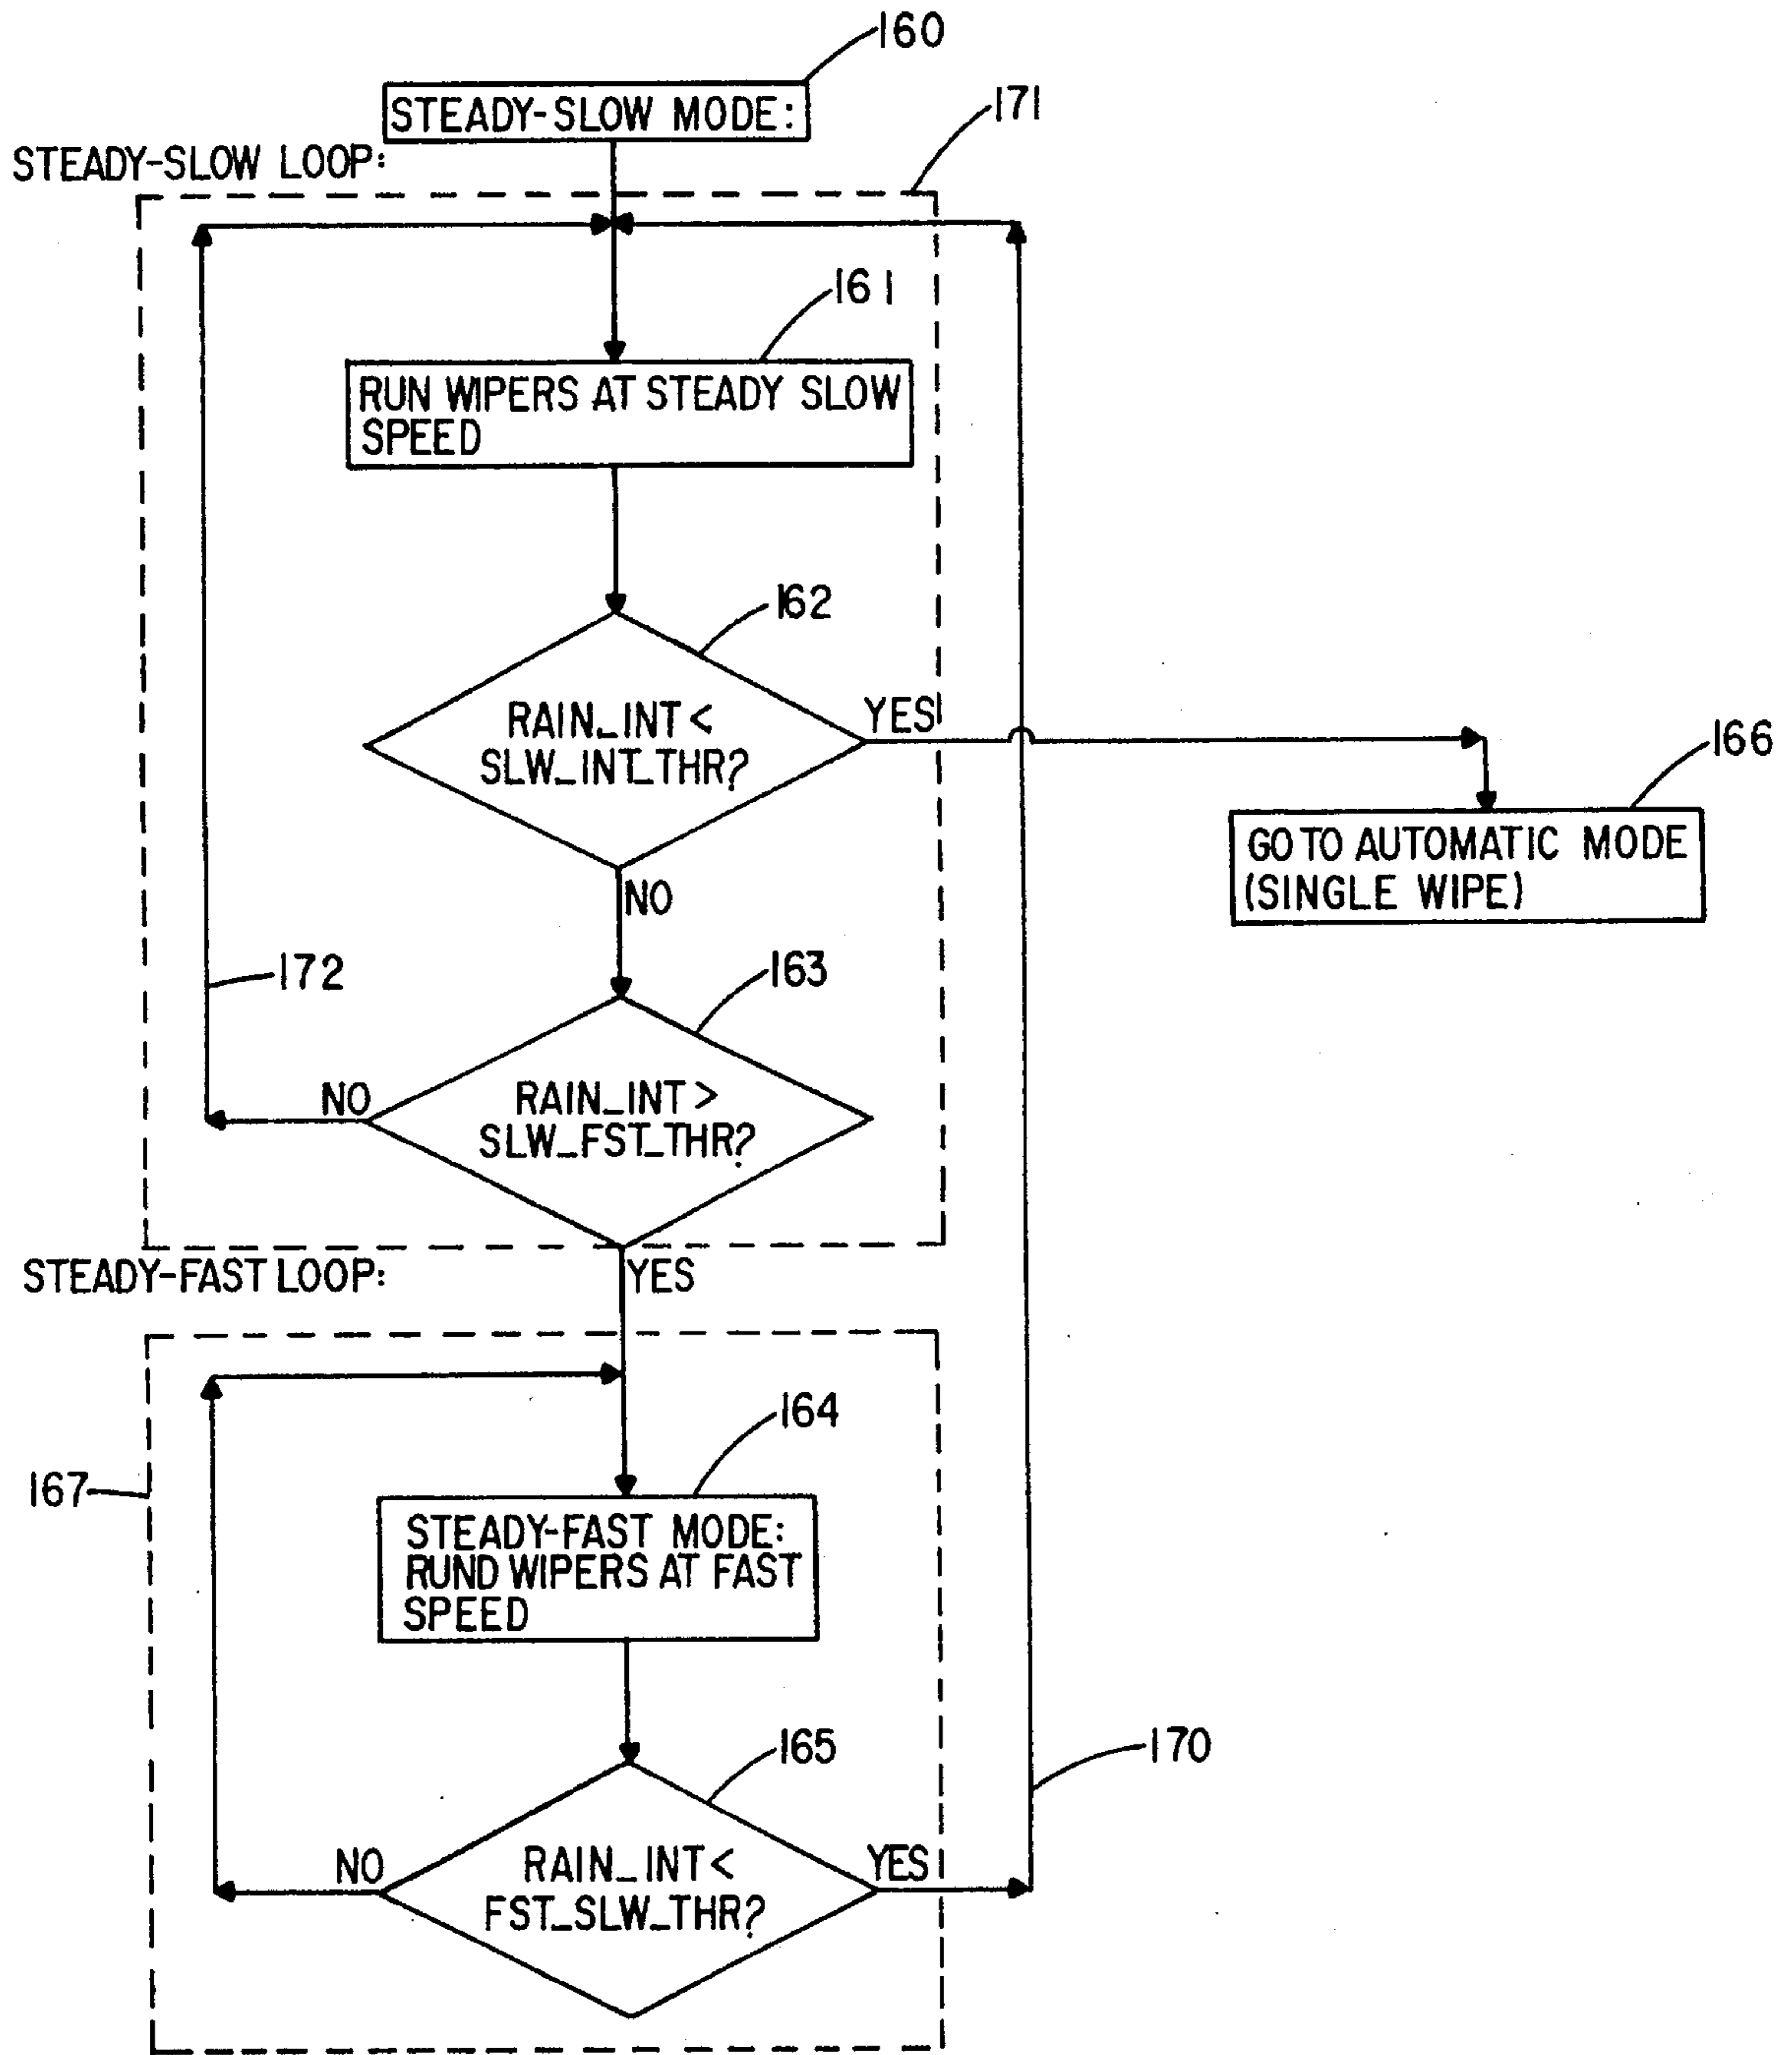 160
STEADY-SLOW MODE:
171
STEADY-SLOW LOOP:
161
RUN WIPERS AT STEADY SLOW
SPEED
162
RAIN_INT <
SLW_INT_THR?
YES
166
GO TO AUTOMATIC MODE
(SINGLE WIPE)
NO
172
163
NO
RAIN_INT >
SLW_FST_THR?
STEADY-FAST LOOP:
YES
164
167
STEADY-FAST MODE:
RUND WIPERS AT FAST
SPEED
165
170
NO
RAIN_INT <
FST_SLW_THR?
YES